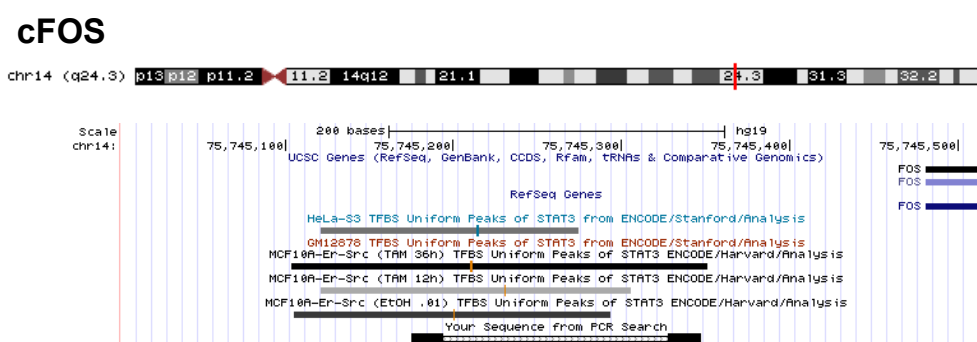 cFOS
chr14 (q24.3) p13 p12 p11.2 11.2 14q12 21.1 24.3 31.3 32.2
Scale 200 bases hg19
chr14: 75,745,100 75,745,200 75,745,300 75,745,400 75,745,500
UCSC Genes (RefSeq, GenBank, CCDS, Rfam, tRNAs & Comparative Genomics)
FOS
FOS
RefSeq Genes
FOS
HeLa-S3 TFBS Uniform Peaks of STAT3 from ENCODE/Stanford/Analysis
GM12878 TFBS Uniform Peaks of STAT3 from ENCODE/Stanford/Analysis
MCF10A-Er-Src (TAM 36h) TFBS Uniform Peaks of STAT3 ENCODE/Harvard/Analysis
MCF10A-Er-Src (TAM 12h) TFBS Uniform Peaks of STAT3 ENCODE/Harvard/Analysis
MCF10A-Er-Src (EtOH .01) TFBS Uniform Peaks of STAT3 ENCODE/Harvard/Analysis
Your Sequence from PCR Search